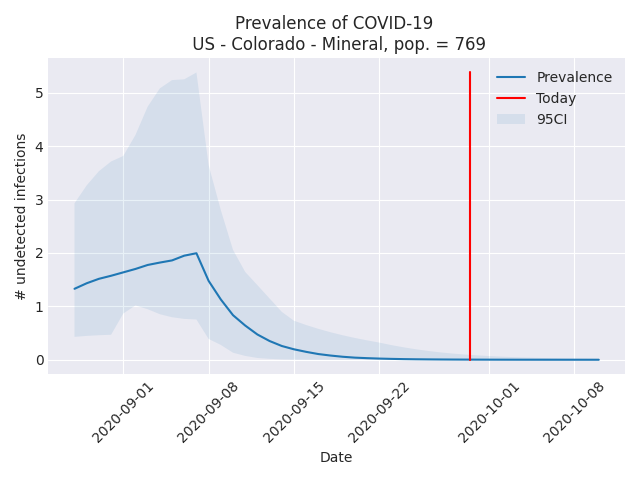 Prevalence of COVID-19
US - Colorado - Mineral, pop. = 769
Prevalence
Today
95CI
# undetected infections
5
4
3
2
1
0
2020-09-01
2020-09-08
2020-09-15
2020-09-22
2020-10-01
2020-10-08
Date